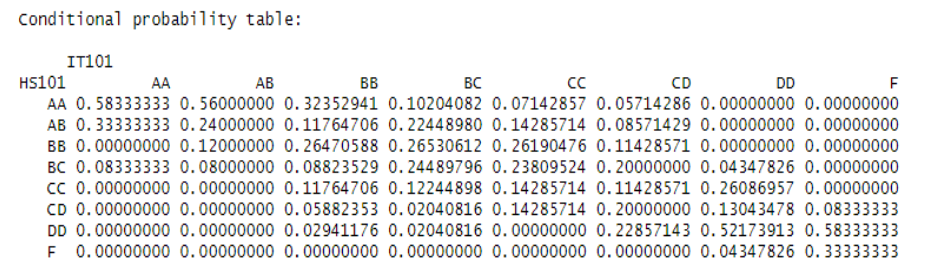 Conditional probability table:
IT101
HS101 AA AB BB BC CC CD DD F
AA 0.58333333 0.56000000 0.32352941 0.10204082 0.07142857 0.05714286 0.00000000 0.00000000
AB 0.33333333 0.24000000 0.11764706 0.22448980 0.14285714 0.08571429 0.00000000 0.00000000
BB 0.00000000 0.12000000 0.26470588 0.26530612 0.26190476 0.11428571 0.00000000 0.00000000
BC 0.08333333 0.08000000 0.08823529 0.24489796 0.23809524 0.20000000 0.04347826 0.00000000
CC 0.00000000 0.00000000 0.11764706 0.12244898 0.14285714 0.11428571 0.26086957 0.00000000
CD 0.00000000 0.00000000 0.05882353 0.02040816 0.14285714 0.20000000 0.13043478 0.08333333
DD 0.00000000 0.00000000 0.02941176 0.02040816 0.00000000 0.22857143 0.52173913 0.58333333
F 0.00000000 0.00000000 0.00000000 0.00000000 0.00000000 0.00000000 0.04347826 0.33333333